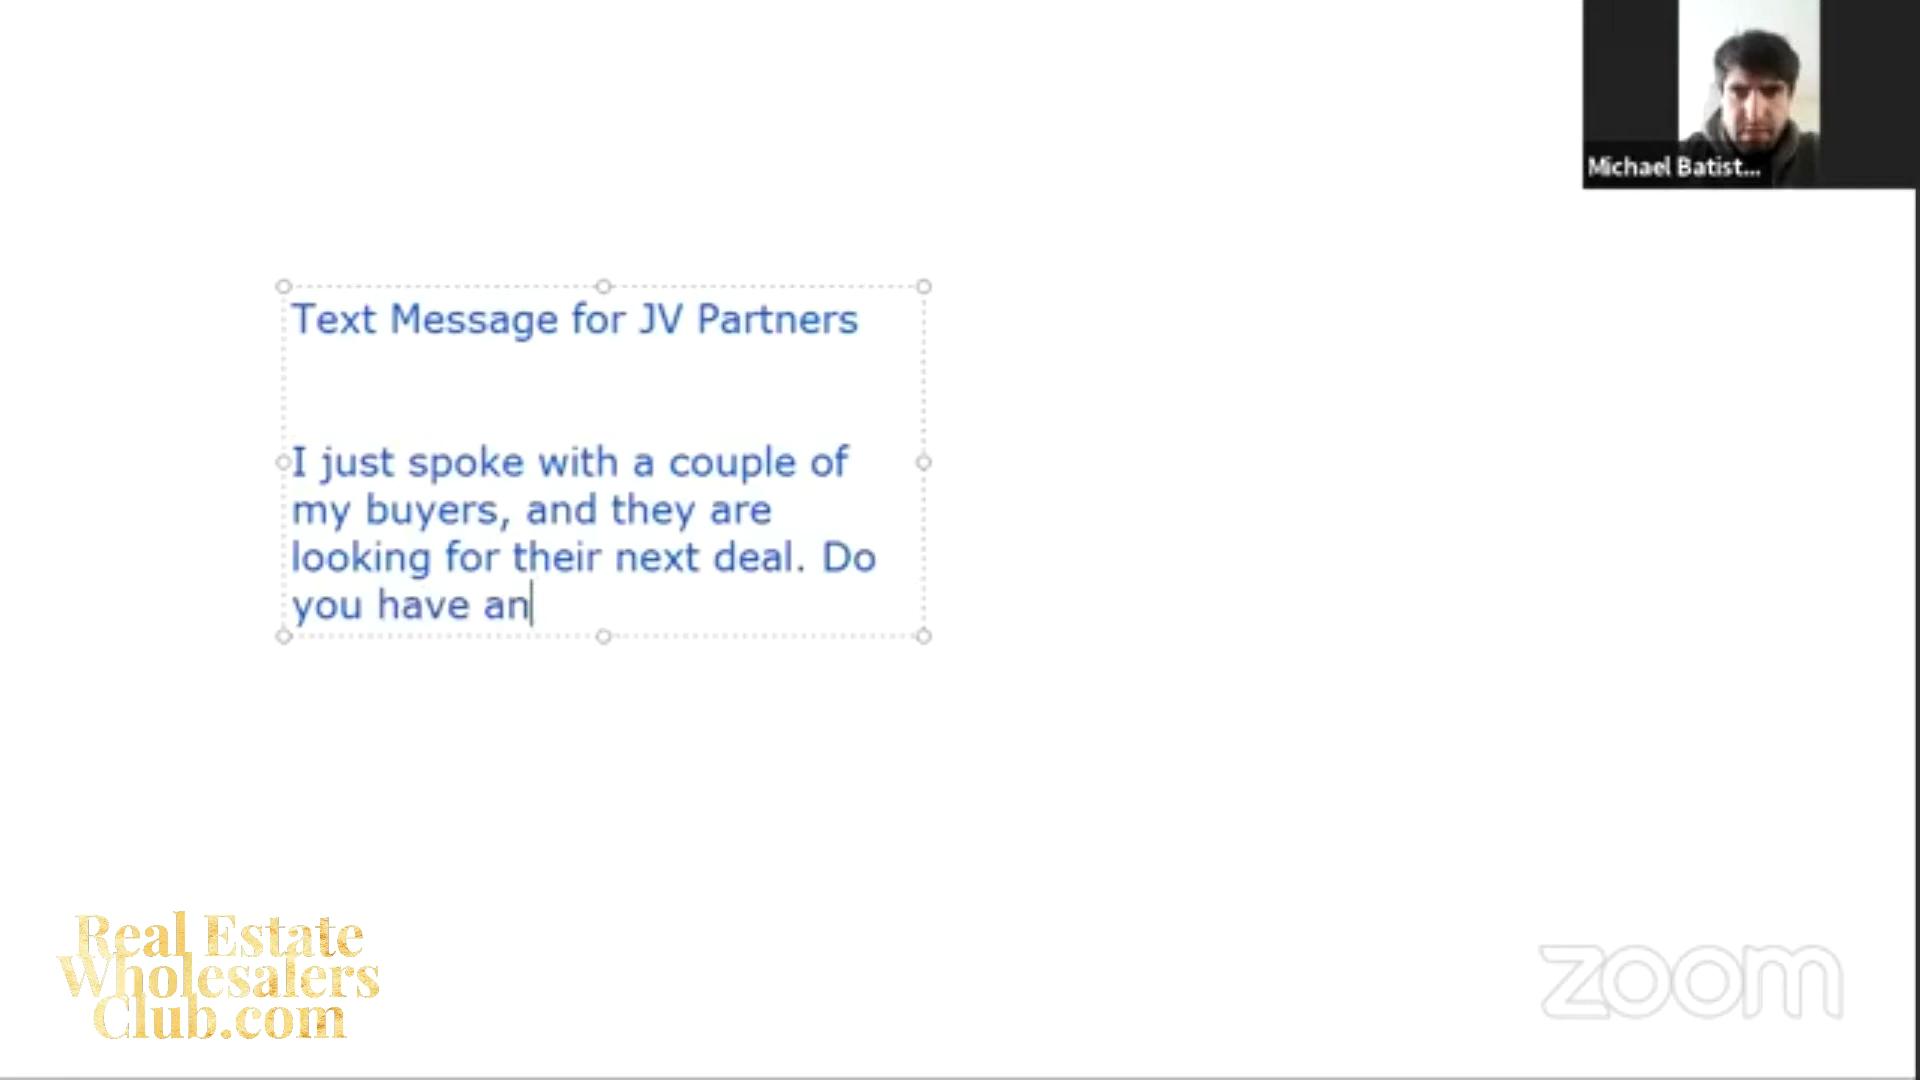 Michael Batist...
Text Message for JV Partners
I just spoke with a couple of
my buyers, and they are
looking for their next deal. Do
you have an
Real Estate
Wholesalers
Club.com
zoom